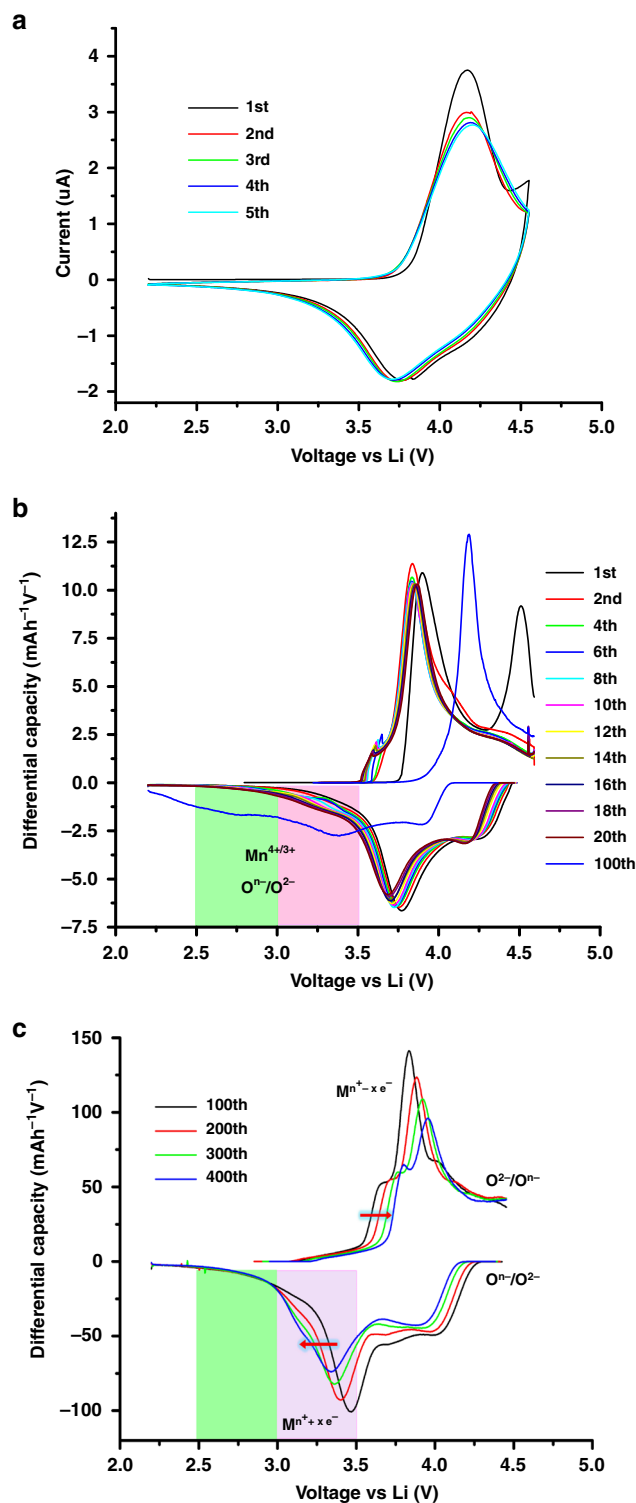 a
Current (uA)
4
3
2
1
0
−1
−2
1st
2nd
3rd
4th
5th
2.0 2.5 3.0 3.5 4.0 4.5 5.0
Voltage vs Li (V)
b
Differential capacity (mAh⁻¹V⁻¹)
12.5
10.0
7.5
5.0
2.5
0.0
−2.5
−5.0
−7.5
1st
2nd
4th
6th
8th
10th
12th
14th
16th
18th
20th
100th
Mn⁴⁺/³⁺
Oⁿ⁻/O²⁻
2.0 2.5 3.0 3.5 4.0 4.5 5.0
Voltage vs Li (V)
c
Differential capacity (mAh⁻¹V⁻¹)
150
100
50
0
−50
−100
100th
200th
300th
400th
Mⁿ⁺⁻ ˣ ᵉ⁻
O²⁻/Oⁿ⁻
Oⁿ⁻/O²⁻
Mⁿ⁺⁺ ˣ ᵉ⁻
2.0 2.5 3.0 3.5 4.0 4.5 5.0
Voltage vs Li (V)